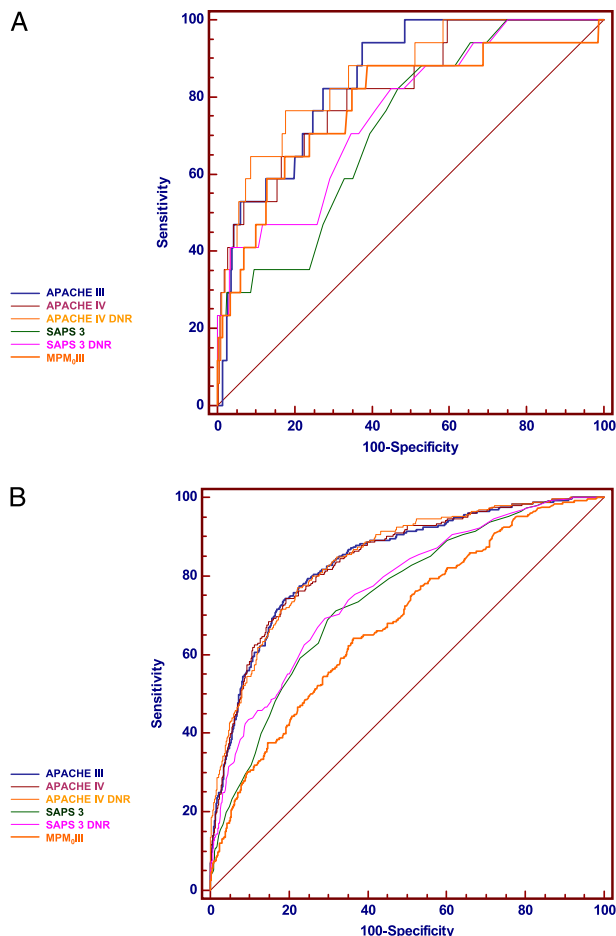 A
100
80
60
40
20
0
Sensitivity
0 20 40 60 80 100
100-Specificity
APACHE III
APACHE IV
APACHE IV DNR
SAPS 3
SAPS 3 DNR
MPM₀III
B
100
80
60
40
20
0
Sensitivity
0 20 40 60 80 100
100-Specificity
APACHE III
APACHE IV
APACHE IV DNR
SAPS 3
SAPS 3 DNR
MPM₀III